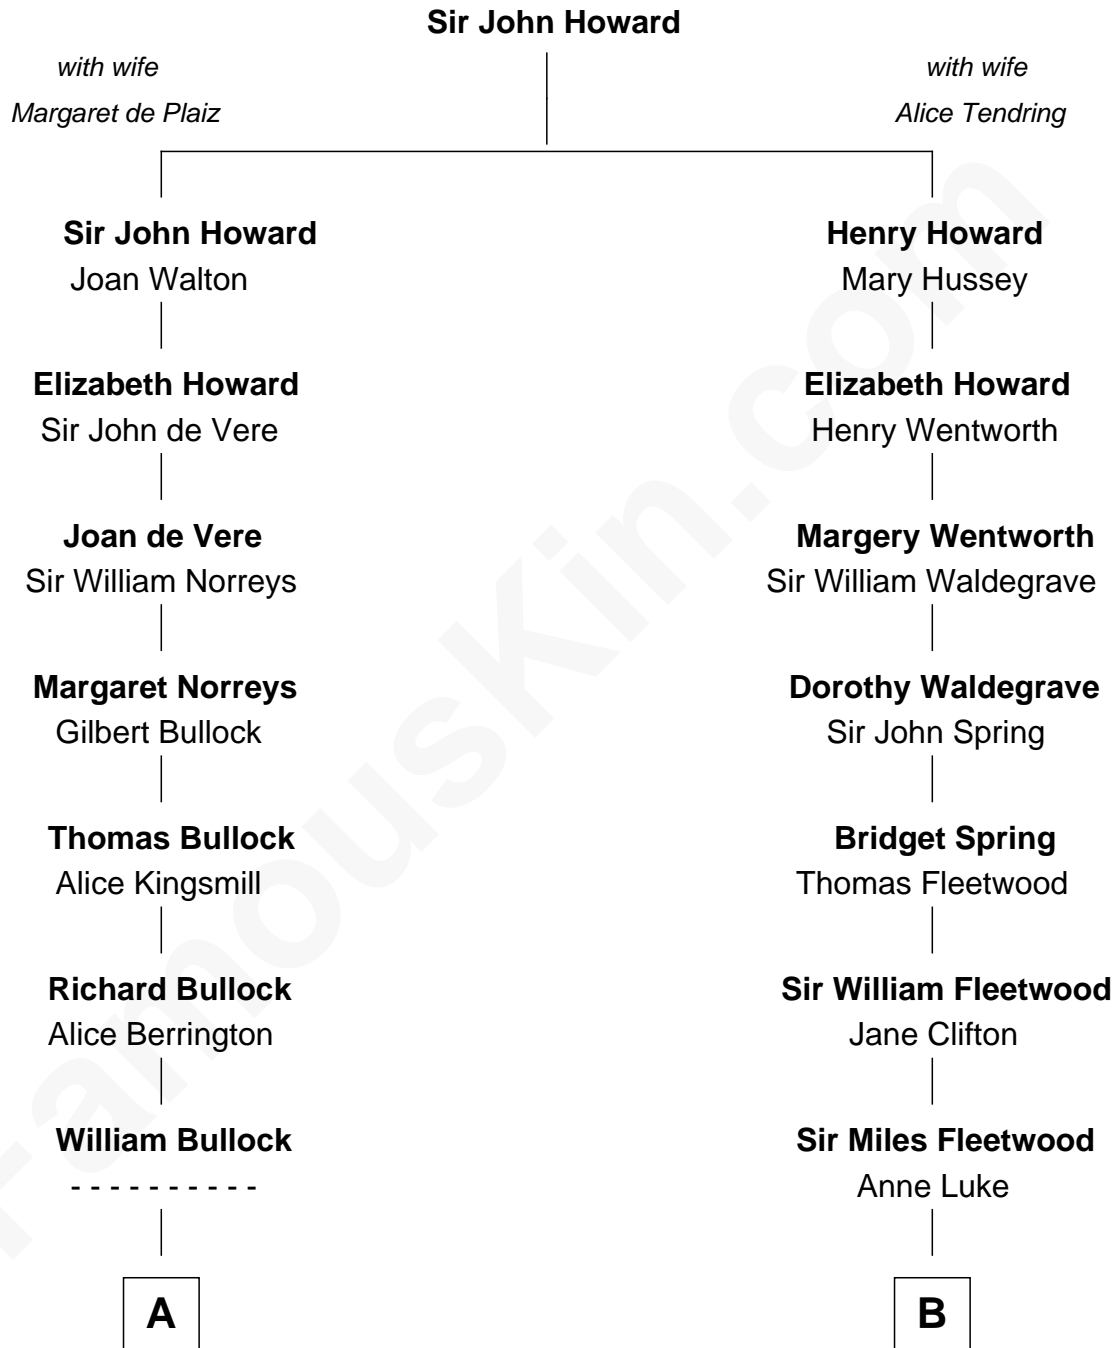 Sir John Howard
with wife
Margaret de Plaiz
with wife
Alice Tendring
Sir John Howard
Joan Walton
Henry Howard
Mary Hussey
Elizabeth Howard
Sir John de Vere
Elizabeth Howard
Henry Wentworth
Joan de Vere
Sir William Norreys
Margery Wentworth
Sir William Waldegrave
Margaret Norreys
Gilbert Bullock
Dorothy Waldegrave
Sir John Spring
Thomas Bullock
Alice Kingsmill
Bridget Spring
Thomas Fleetwood
Richard Bullock
Alice Berrington
Sir William Fleetwood
Jane Clifton
William Bullock
- - - - - - - - - -
Sir Miles Fleetwood
Anne Luke
A
B
FamousKin.com